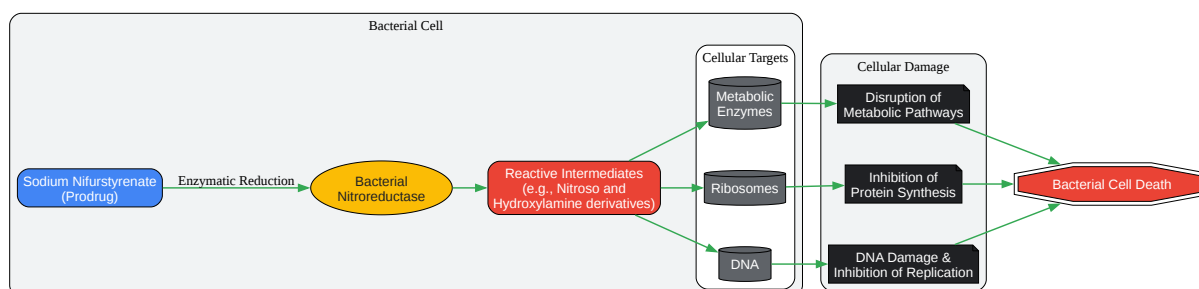 Bacterial Cell
Cellular Targets
Cellular Damage
Metabolic
Enzymes
Disruption of
Metabolic Pathways
Sodium Nifurstyrenate
(Prodrug)
Enzymatic Reduction
Bacterial
Nitroreductase
Reactive Intermediates
(e.g., Nitroso and
Hydroxylamine derivatives)
Ribosomes
Inhibition of
Protein Synthesis
Bacterial Cell Death
DNA
DNA Damage &
Inhibition of Replication